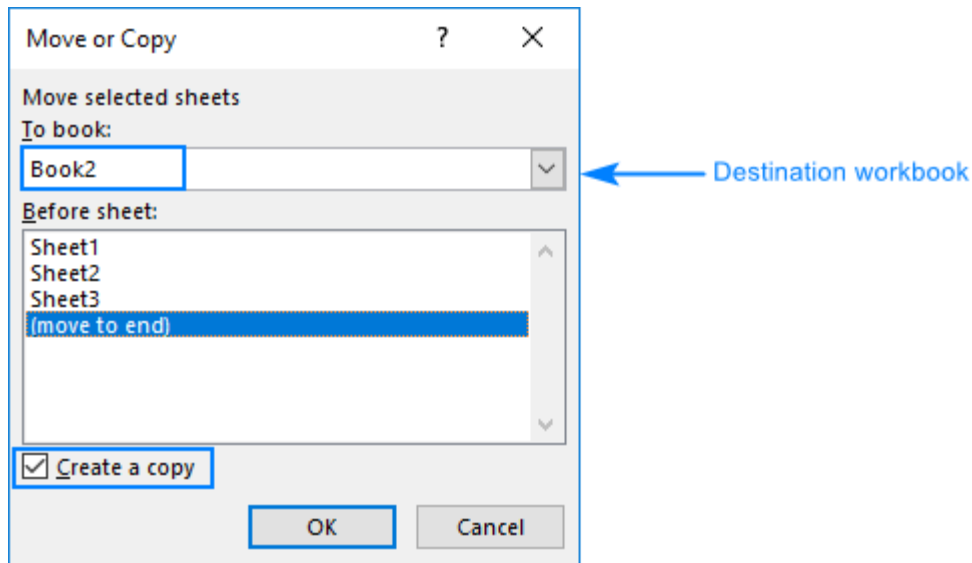 Move or Copy ? ×
Move selected sheets
To book:
Book2
Destination workbook
Before sheet:
Sheet1
Sheet2
Sheet3
(move to end)
Create a copy
OK Cancel